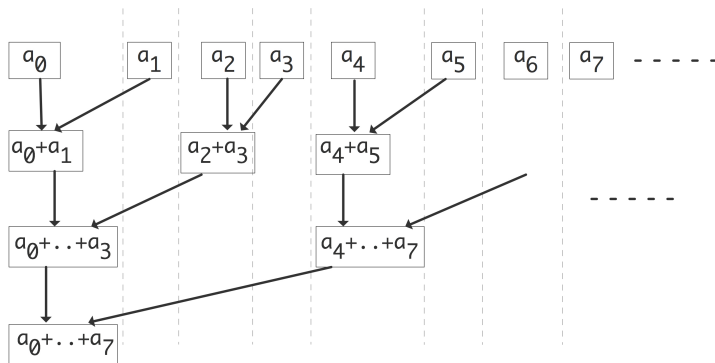 a0 a1 a2 a3 a4 a5 a6 a7 - - - - -
a0+a1 a2+a3 a4+a5
- - - - -
a0+..+a3 a4+..+a7
a0+..+a7